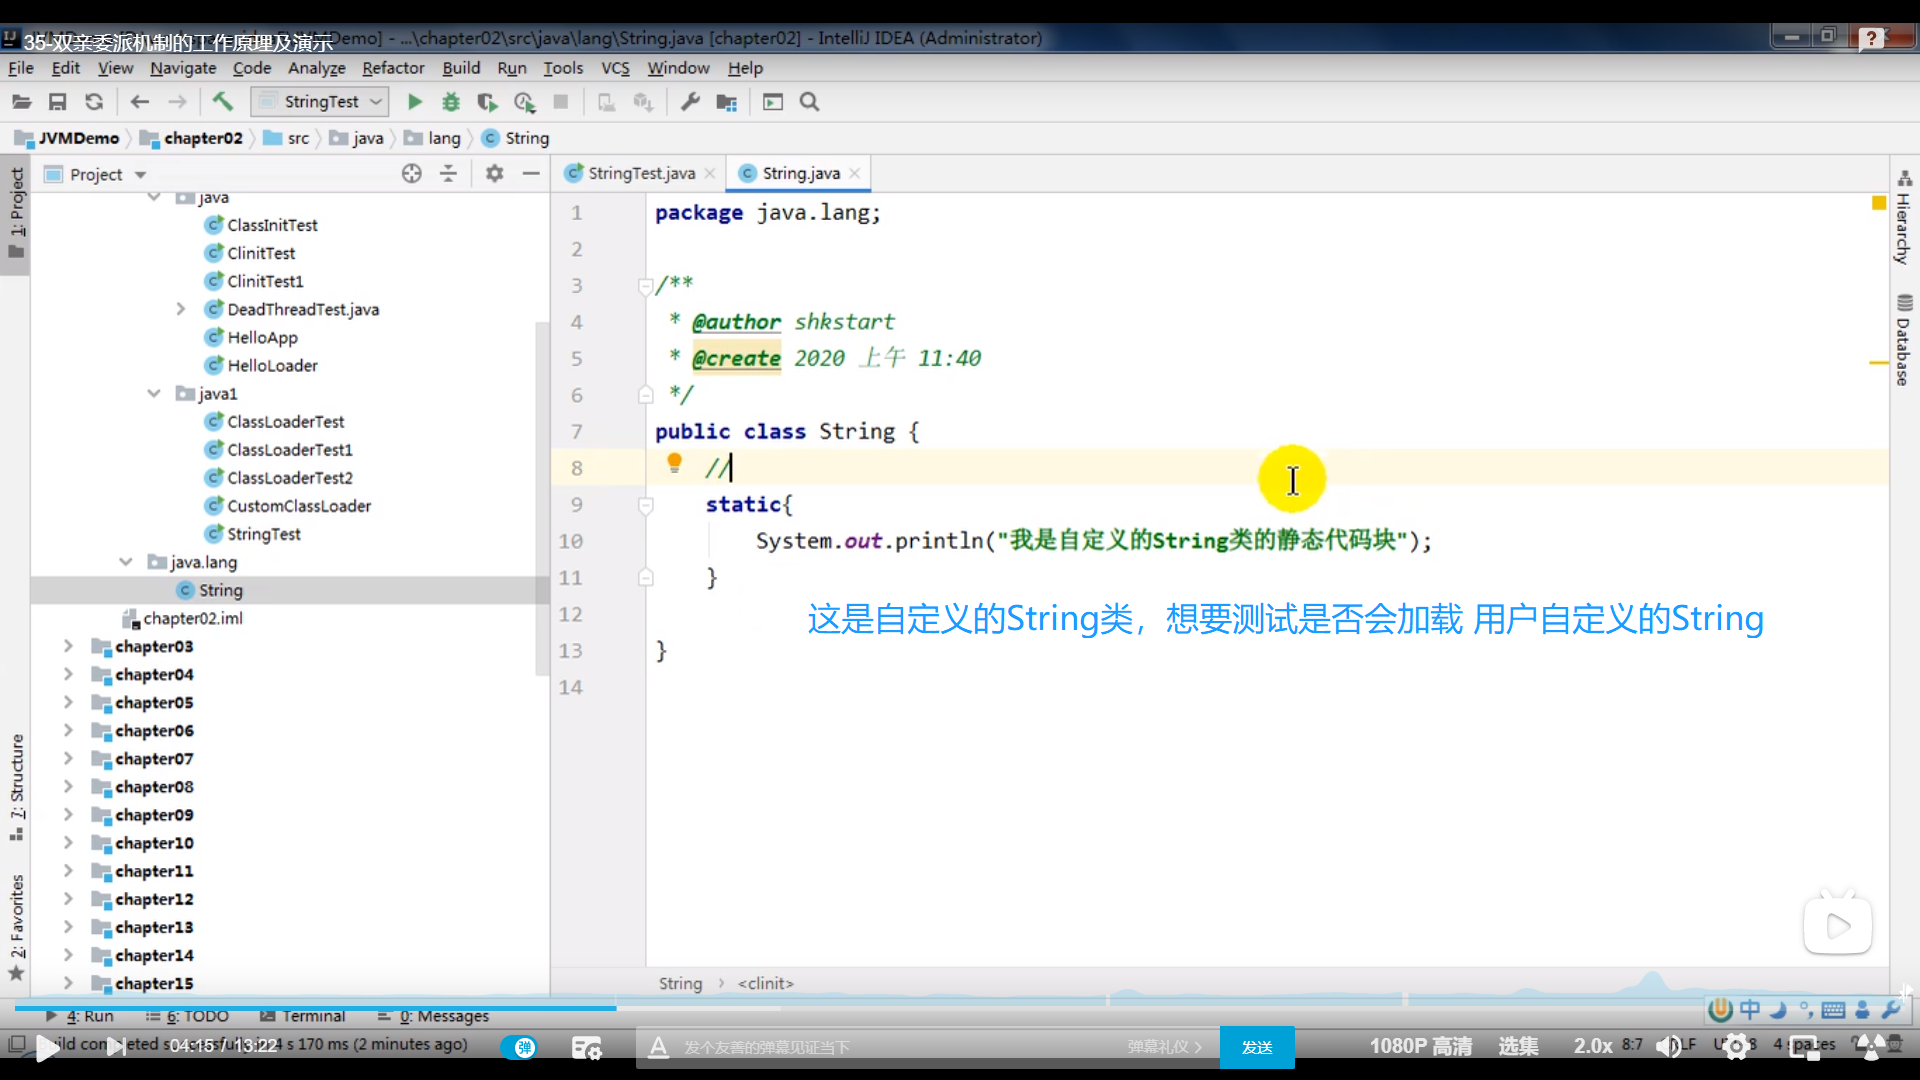 35-双亲委派机制的工作原理及演示
Demo] - ...\chapter02\src\java\lang\String.java [chapter02] - IntelliJ IDEA (Administrator)
File Edit View Navigate Code Analyze Refactor Build Run Tools VCS Window Help
StringTest
JVMDemo chapter02 src java lang String
1: Project
Project
StringTest.java
String.java
Hierarchy
Database
java
ClassInitTest
ClinitTest
ClinitTest1
DeadThreadTest.java
HelloApp
HelloLoader
java1
ClassLoaderTest
ClassLoaderTest1
ClassLoaderTest2
CustomClassLoader
StringTest
java.lang
String
chapter02.iml
chapter03
chapter04
chapter05
chapter06
chapter07
chapter08
chapter09
chapter10
chapter11
chapter12
chapter13
chapter14
chapter15
7: Structure
2: Favorites
1 package java.lang;
2
3 /**
4 * @author shkstart
5 * @create 2020 上午 11:40
6 */
7 public class String {
8 //
9 static{
10 System.out.println("我是自定义的String类的静态代码块");
11 }
12
13 }
14
这是自定义的String类，想要测试是否会加载 用户自定义的String
String > <clinit>
4: Run 6: TODO Terminal 0: Messages
中
04:15 / 13:22
170 ms (2 minutes ago)
弹
发个友善的弹幕见证当下
弹幕礼仪 >
发送
1080P 高清
选集
2.0x
8:7
4 spaces